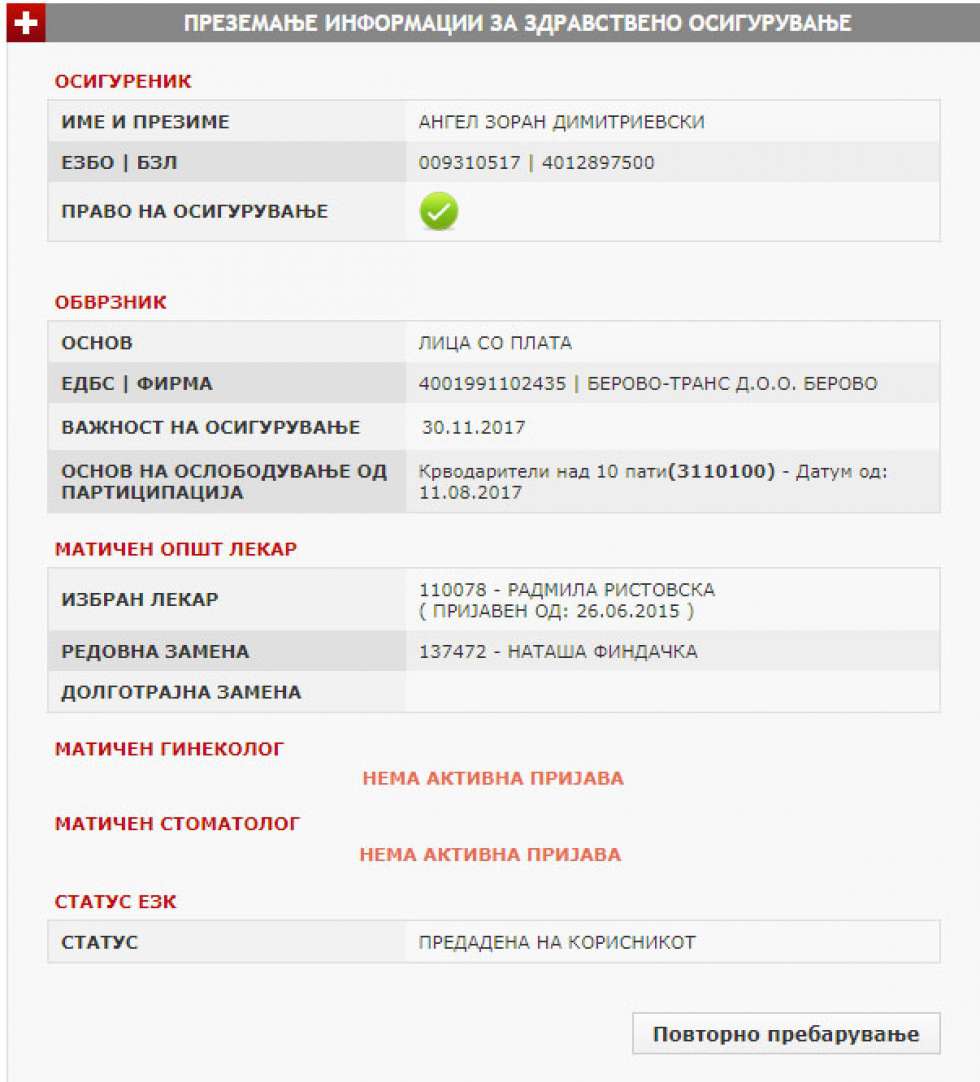 ПРЕЗЕМАЊЕ ИНФОРМАЦИИ ЗА ЗДРАВСТВЕНО ОСИГУРУВАЊЕ
ОСИГУРЕНИК
ИМЕ И ПРЕЗИМЕ АНГЕЛ ЗОРАН ДИМИТРИЕВСКИ
ЕЗБО | БЗЛ 009310517 | 4012897500
ПРАВО НА ОСИГУРУВАЊЕ
ОБВРЗНИК
ОСНОВ ЛИЦА СО ПЛАТА
ЕДБС | ФИРМА 4001991102435 | БЕРОВО-ТРАНС Д.О.О. БЕРОВО
ВАЖНОСТ НА ОСИГУРУВАЊЕ 30.11.2017
ОСНОВ НА ОСЛОБОДУВАЊЕ ОД Крводарители над 10 пати(3110100) - Датум од:
ПАРТИЦИПАЦИЈА 11.08.2017
МАТИЧЕН ОПШТ ЛЕКАР
ИЗБРАН ЛЕКАР 110078 - РАДМИЛА РИСТОВСКА
( ПРИЈАВЕН ОД: 26.06.2015 )
РЕДОВНА ЗАМЕНА 137472 - НАТАША ФИНДАЧКА
ДОЛГОТРАЈНА ЗАМЕНА
МАТИЧЕН ГИНЕКОЛОГ
НЕМА АКТИВНА ПРИЈАВА
МАТИЧЕН СТОМАТОЛОГ
НЕМА АКТИВНА ПРИЈАВА
СТАТУС ЕЗК
СТАТУС ПРЕДАДЕНА НА КОРИСНИКОТ
Повторно пребарување